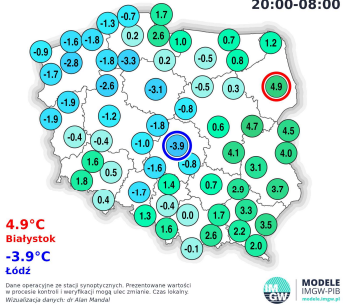 20:00-08:00
-0.7 1.7
-1.3
0.2 2.6
-1.6 -1.8 1.0 0.7 1.2
-0.9
-2.8 -1.8 -3.3 0.2 -0.5 0.8
-1.7
-2.6 -3.1 -0.5 0.3 4.9
-1.9 -0.8
-1.9 -1.2
-1.8 0.6 4.7 4.5
-0.4 -0.4 -1.0 -3.9
4.1 4.0
1.6 -1.6 -0.8
0.5 3.1
1.8 1.4 0.7
-1.7 2.9 3.7
0.4 -0.4
1.3 0.0 1.7 3.3
1.6 2.6 2.2 3.5
-0.1 2.0
4.9°C
Białystok
-3.9°C
Łódź
Dane operacyjne ze stacji synoptycznych. Prezentowane wartości
w procesie kontroli i weryfikacji mogą ulec zmianie. Czas lokalny.
Wizualizacja danych: dr Alan Mandal
IM
GW
MODELE
IMGW-PIB
modele.imgw.pl